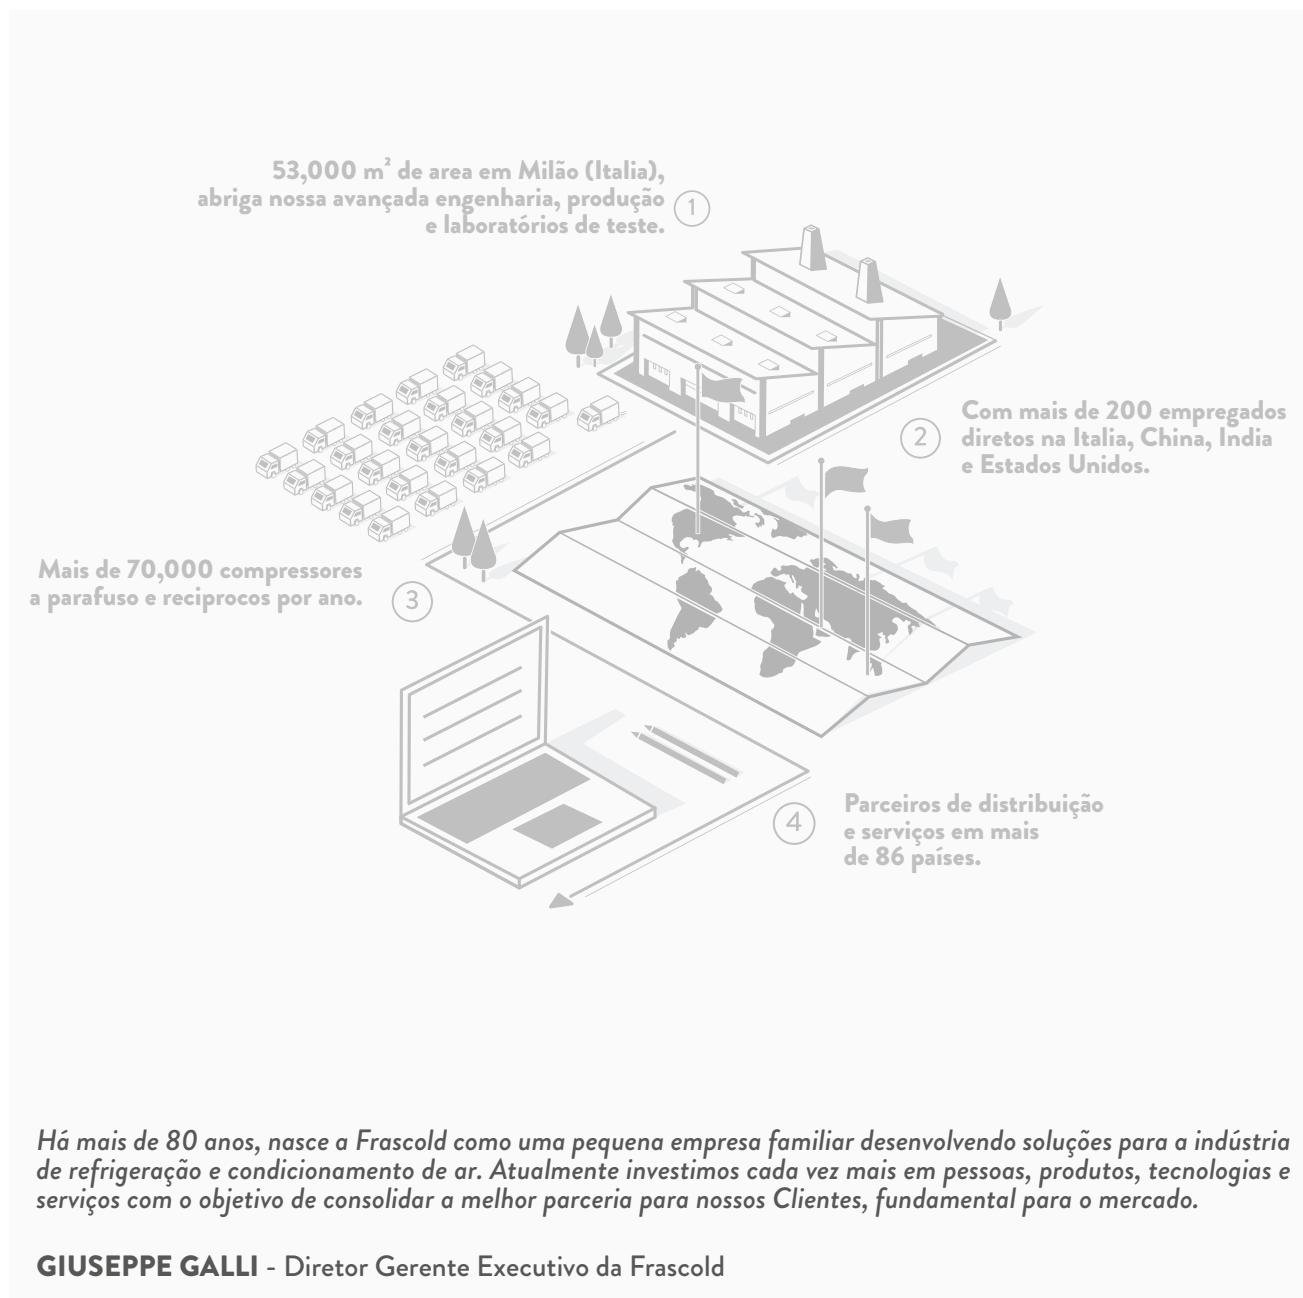 53,000 m² de area em Milão (Italia),
abriga nossa avançada engenharia, produção
e laboratórios de teste.
1
2
Com mais de 200 empregados
diretos na Italia, China, India
e Estados Unidos.
Mais de 70,000 compressores
a parafuso e reciprocos por ano.
3
4
Parceiros de distribuição
e serviços em mais
de 86 países.
Há mais de 80 anos, nasce a Frascold como uma pequena empresa familiar desenvolvendo soluções para a indústria
de refrigeração e condicionamento de ar. Atualmente investimos cada vez mais em pessoas, produtos, tecnologias e
serviços com o objetivo de consolidar a melhor parceria para nossos Clientes, fundamental para o mercado.
GIUSEPPE GALLI - Diretor Gerente Executivo da Frascold